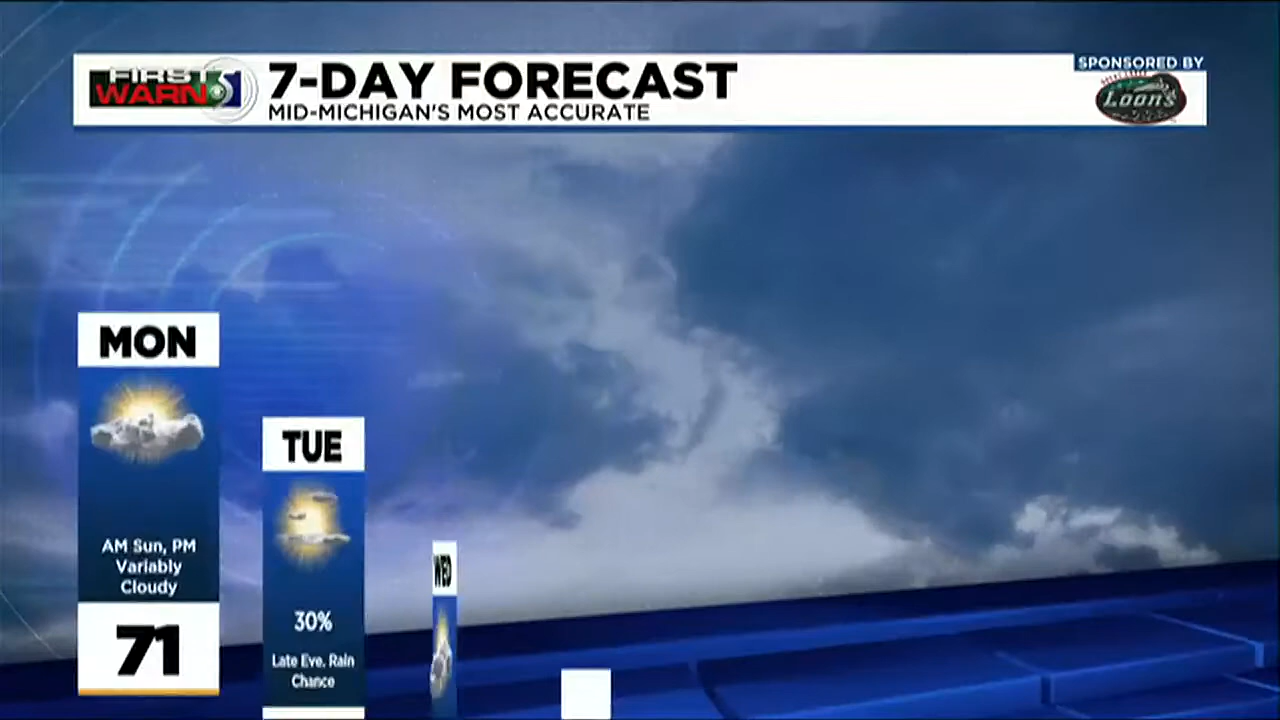 FIRST
WARN 5
7-DAY FORECAST
MID-MICHIGAN'S MOST ACCURATE
SPONSORED BY
Loons
MON
AM Sun, PM
Variably
Cloudy
71
TUE
30%
Late Eve. Rain
Chance
WED